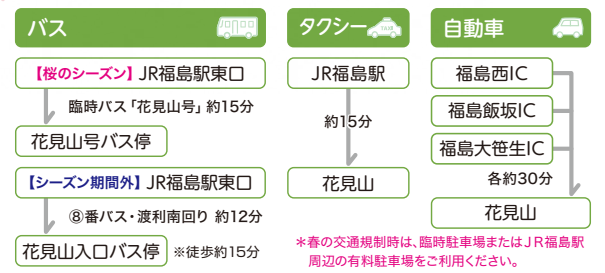 バス
【桜のシーズン】JR福島駅東口
臨時バス「花見山号」約15分
花見山号バス停
【シーズン期間外】JR福島駅東口
⑧番バス・渡利南回り 約12分
花見山入口バス停 ※徒歩約15分
タクシー
TAXI
JR福島駅
約15分
花見山
自動車
福島西IC
福島飯坂IC
福島大笹生IC
各約30分
花見山
＊春の交通規制時は、臨時駐車場またはJR福島駅
周辺の有料駐車場をご利用ください。